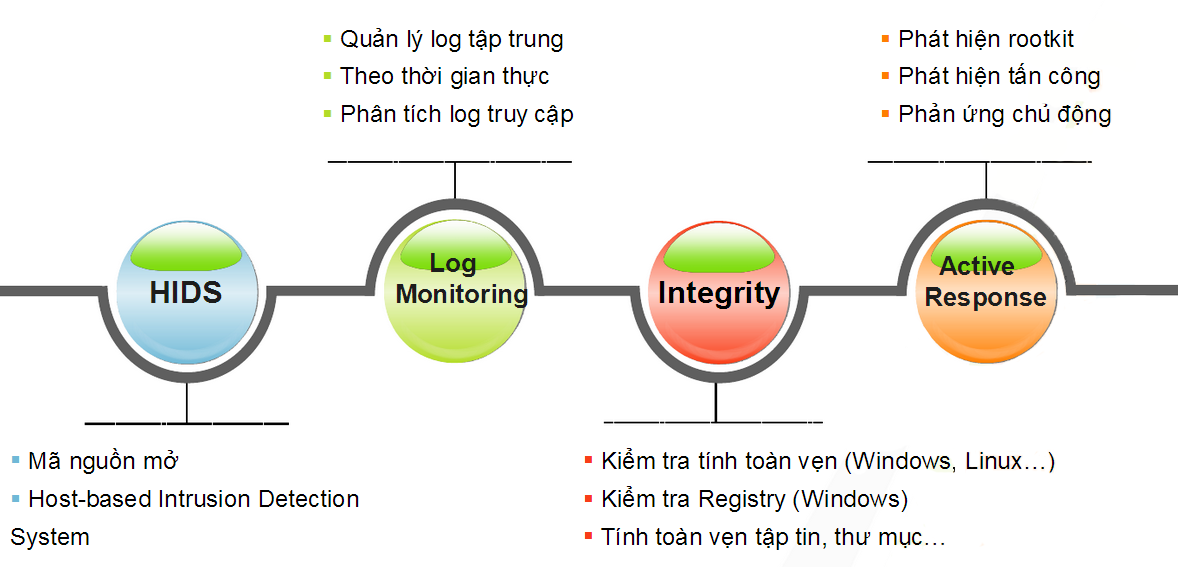 Quản lý log tập trung
Theo thời gian thực
Phân tích log truy cập
Phát hiện rootkit
Phát hiện tấn công
Phản ứng chủ động
HIDS
Log
Monitoring
Integrity
Active
Response
Mã nguồn mở
Host-based Intrusion Detection
System
Kiểm tra tính toàn vẹn (Windows, Linux…)
Kiểm tra Registry (Windows)
Tính toàn vẹn tập tin, thư mục…